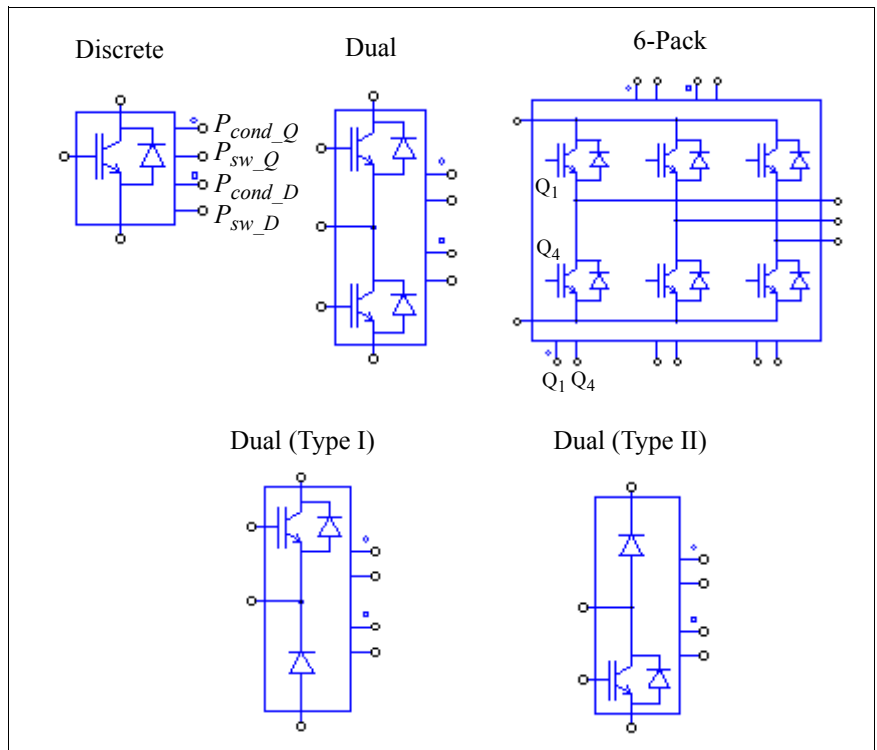 Discrete
Dual
6-Pack
P_cond_Q
P_sw_Q
P_cond_D
P_sw_D
Q1
Q4
Q1 Q4
Dual (Type I)
Dual (Type II)